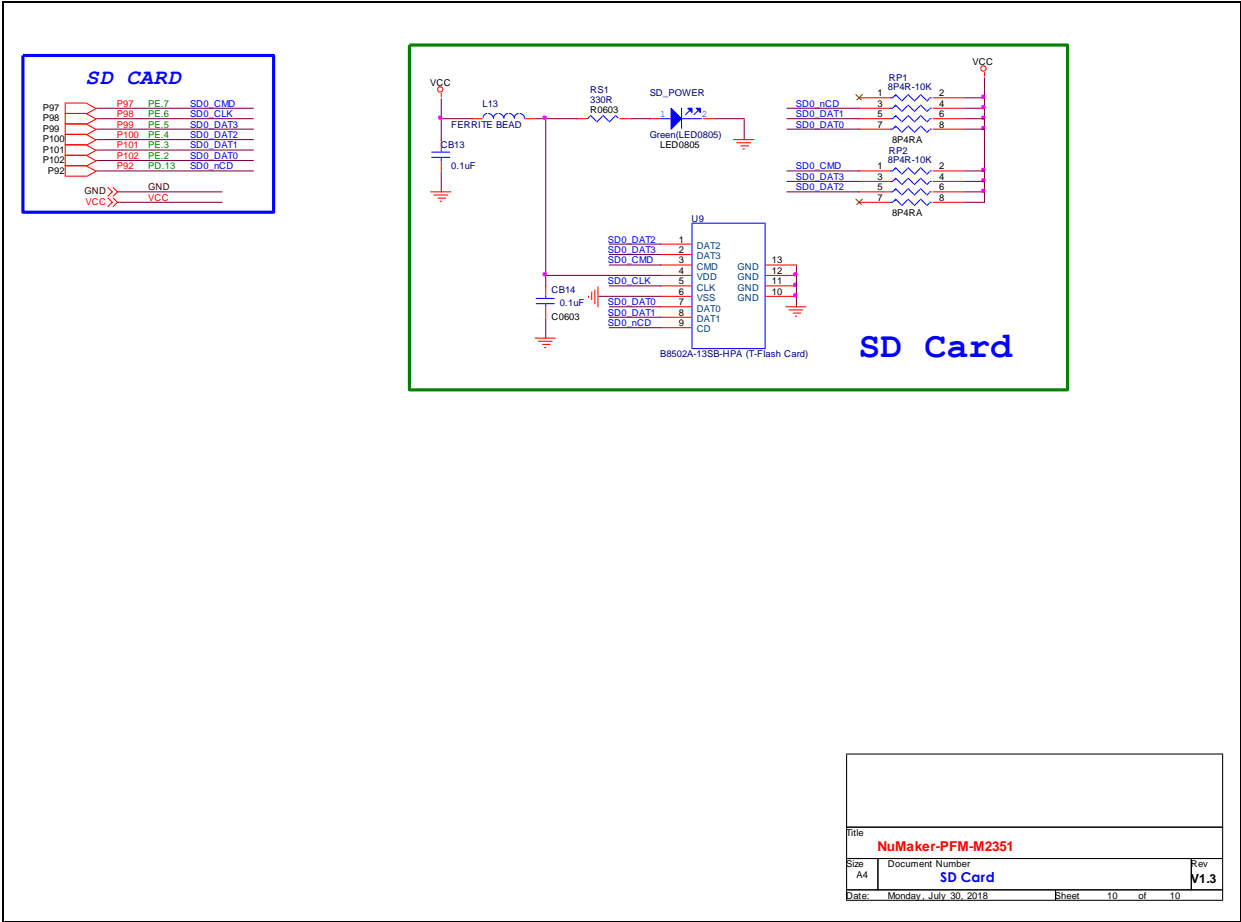 SD CARD
P97 P97 PE.7 SD0_CMD
P98 P98 PE.6 SD0_CLK
P99 P99 PE.5 SD0_DAT3
P100 P100 PE.4 SD0_DAT2
P101 P101 PE.3 SD0_DAT1
P102 P102 PE.2 SD0_DAT0
P92 P92 PD.13 SD0_nCD
GND GND
VCC VCC
VCC
L13
FERRITE BEAD
CB13
0.1uF
RS1
330R
R0603
SD_POWER
1 2
Green(LED0805)
LED0805
VCC
RP1
8P4R-10K
1 2
SD0_nCD 3 4
SD0_DAT1 5 6
SD0_DAT0 7 8
8P4RA
RP2
8P4R-10K
SD0_CMD 1 2
SD0_DAT3 3 4
SD0_DAT2 5 6
7 8
8P4RA
U9
SD0_DAT2 1 DAT2
SD0_DAT3 2 DAT3
SD0_CMD 3 CMD GND 13
4 VDD GND 12
SD0_CLK 5 CLK GND 11
6 VSS GND 10
SD0_DAT0 7 DAT0
SD0_DAT1 8 DAT1
SD0_nCD 9 CD
B8502A-13SB-HPA (T-Flash Card)
CB14
0.1uF
C0603
SD Card
Title
NuMaker-PFM-M2351
Size Document Number Rev
A4 SD Card V1.3
Date: Monday, July 30, 2018 Sheet 10 of 10